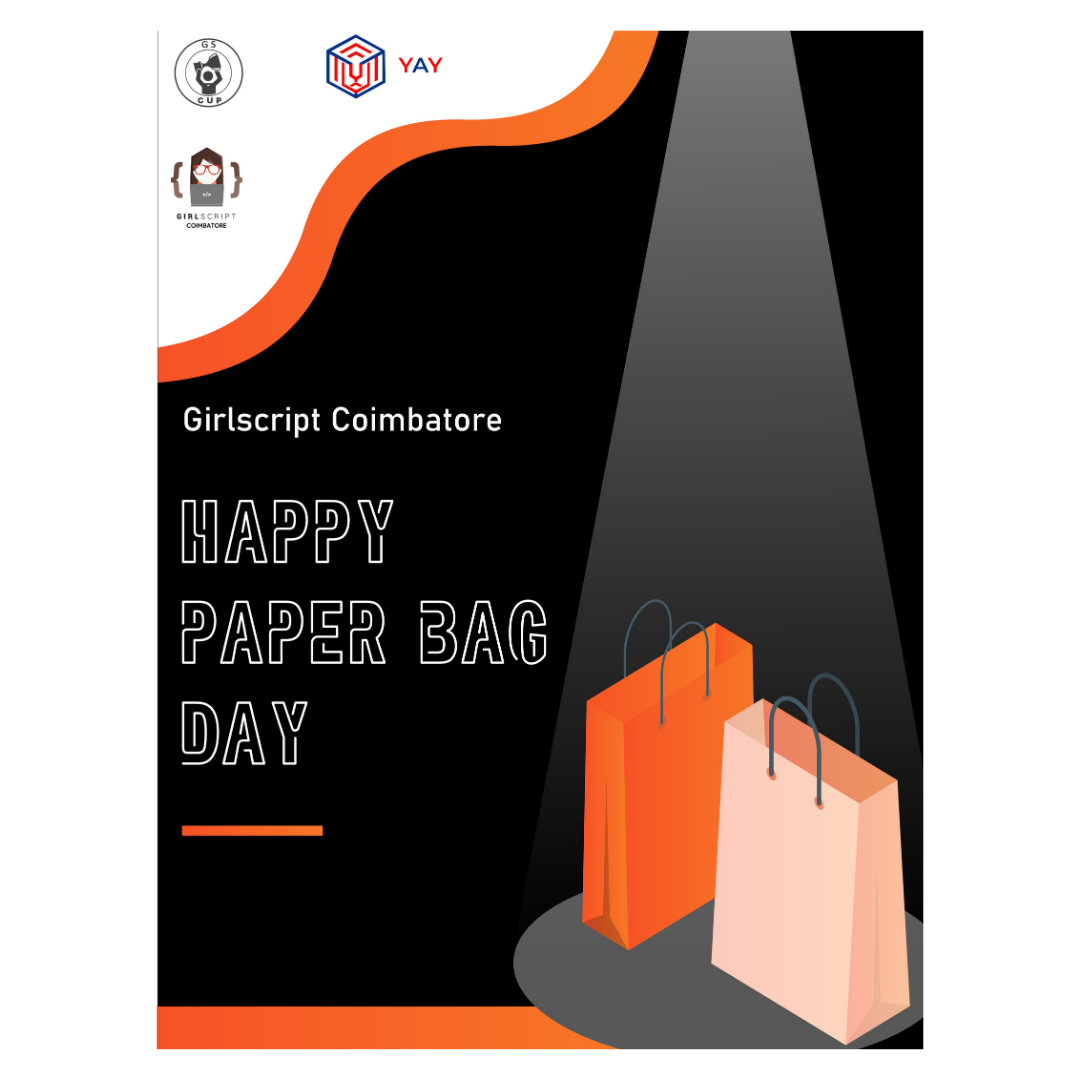 GS
CUP
YAY
</>
GIRLSCRIPT
COIMBATORE
Girlscript Coimbatore
HAPPY
PAPER BAG
DAY